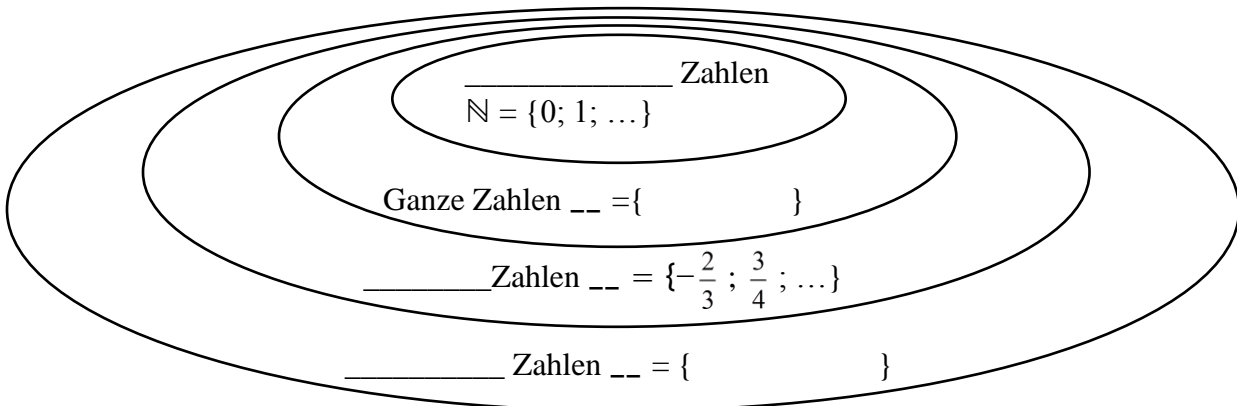 _____________ Zahlen
ℕ = {0; 1; …}
Ganze Zahlen __ ={ }
________Zahlen __ = {−2/3 ; 3/4 ; …}
__________ Zahlen __ = { }